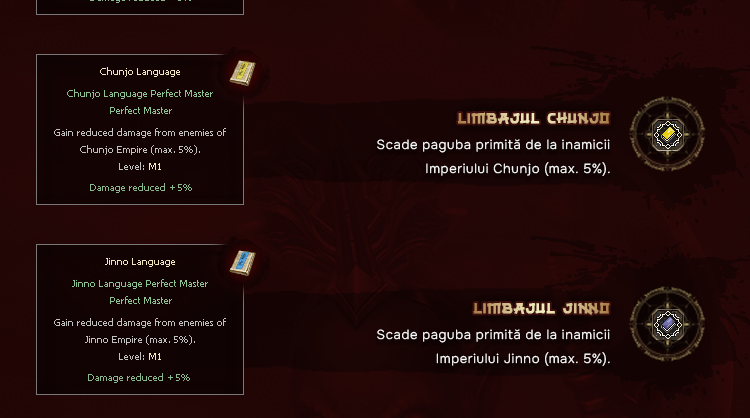 Damage reduced +5%
Chunjo Language
Chunjo Language Perfect Master
Perfect Master
Gain reduced damage from enemies of
Chunjo Empire (max. 5%).
Level: M1
Damage reduced +5%
LIMBAJUL CHUNJO
Scade paguba primită de la inamicii
Imperiului Chunjo (max. 5%).
Jinno Language
Jinno Language Perfect Master
Perfect Master
Gain reduced damage from enemies of
Jinno Empire (max. 5%).
Level: M1
Damage reduced +5%
LIMBAJUL JINNO
Scade paguba primită de la inamicii
Imperiului Jinno (max. 5%).